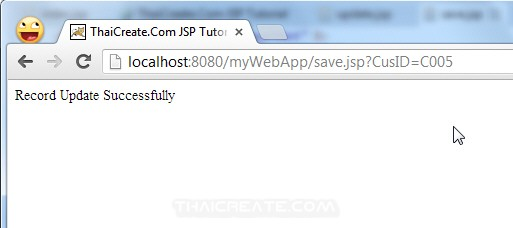 ThaiCreate.Com JSP Tutor
localhost:8080/myWebApp/save.jsp?CusID=C005
Record Update Successfully
THAICREATE.COM